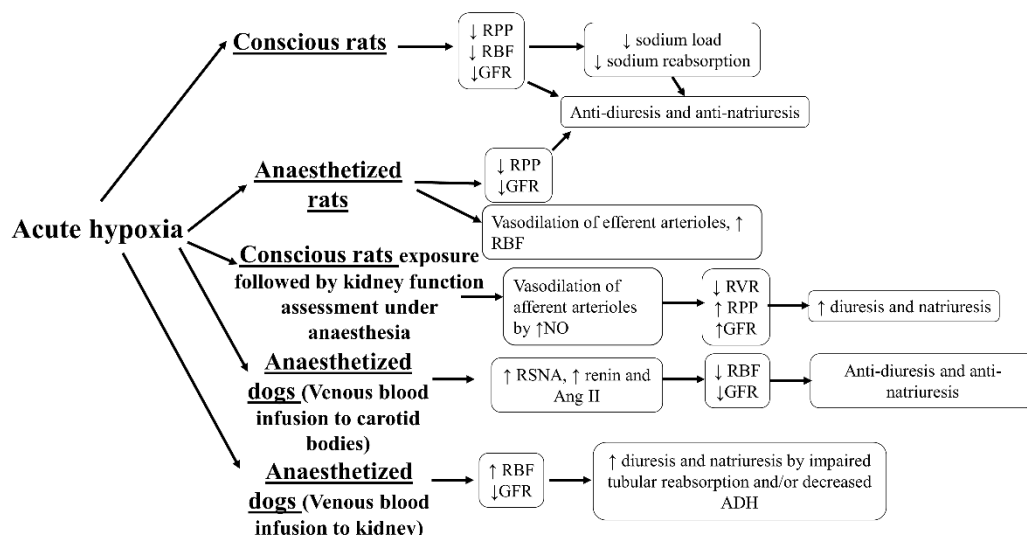 Acute hypoxia
Conscious rats
↓ RPP
↓ RBF
↓GFR
↓ sodium load
↓ sodium reabsorption
Anti-diuresis and anti-natriuresis
Anaesthetized
rats
↓ RPP
↓GFR
Vasodilation of efferent arterioles, ↑
RBF
Conscious rats exposure
followed by kidney function
assessment under
anaesthesia
Vasodilation of
afferent arterioles
by ↑NO
↓ RVR
↑ RPP
↑GFR
↑ diuresis and natriuresis
Anaesthetized
dogs (Venous blood
infusion to carotid
bodies)
↑ RSNA, ↑ renin and
Ang II
↓ RBF
↓GFR
Anti-diuresis and anti-
natriuresis
Anaesthetized
dogs (Venous blood
infusion to kidney)
↑ RBF
↓GFR
↑ diuresis and natriuresis by impaired
tubular reabsorption and/or decreased
ADH